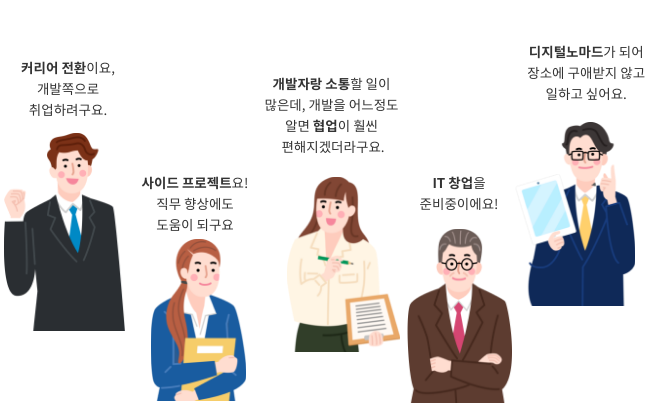 커리어 전환이요,
개발쪽으로
취업하려구요.
사이드 프로젝트요!
직무 향상에도
도움이 되구요
개발자랑 소통할 일이
많은데, 개발을 어느정도
알면 협업이 훨씬
편해지겠더라구요.
IT 창업을
준비중이에요!
디지털노마드가 되어
장소에 구애받지 않고
일하고 싶어요.